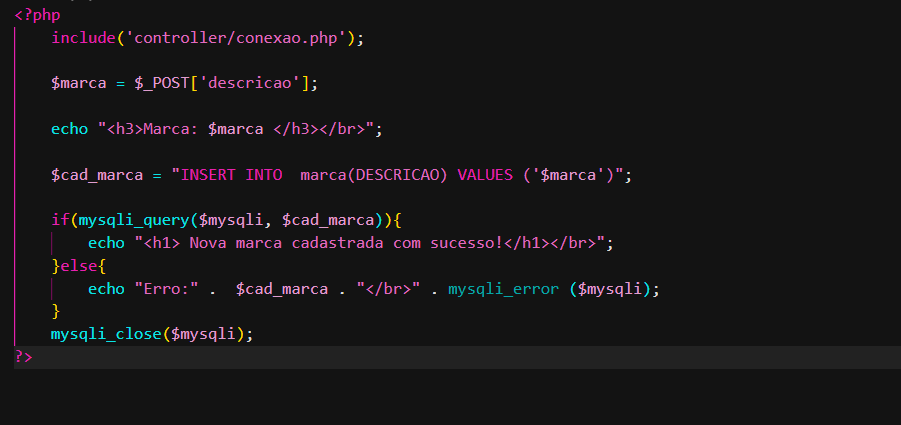 <?php
    include('controller/conexao.php');
    $marca = $_POST['descricao'];
    echo "<h3>Marca: $marca </h3></br>";
    $cad_marca = "INSERT INTO  marca(DESCRICAO) VALUES ('$marca')";
    if(mysqli_query($mysqli, $cad_marca)){
        echo "<h1> Nova marca cadastrada com sucesso!</h1></br>";
    }else{
        echo "Erro:" .  $cad_marca . "</br>" . mysqli_error ($mysqli);
    }
    mysqli_close($mysqli);
?>